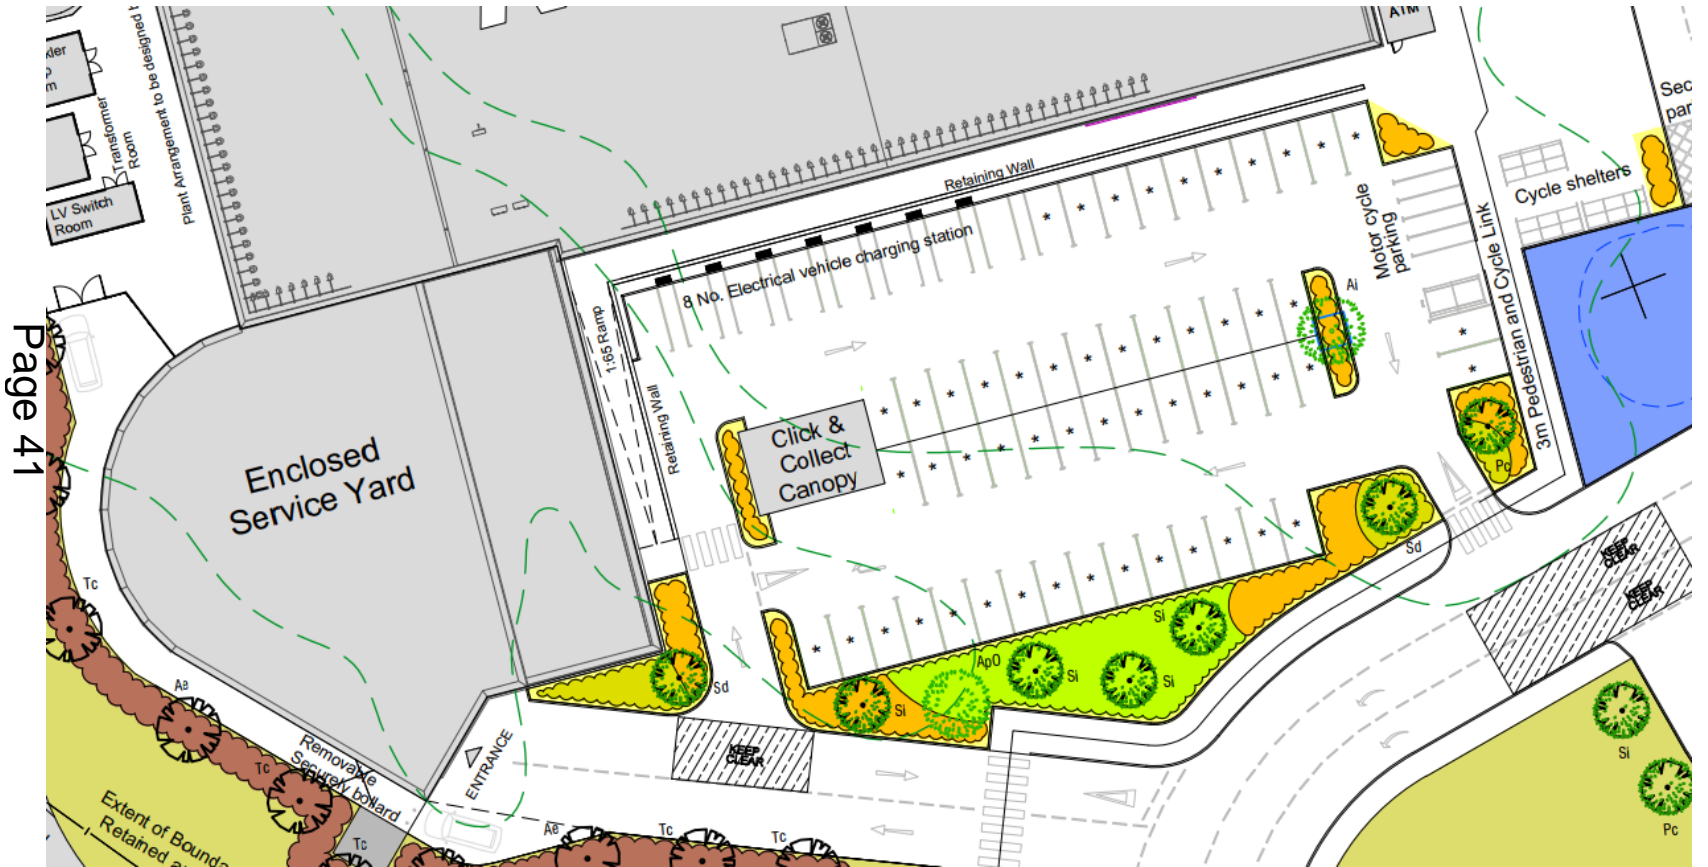 Page 41
Plant Arrangement to be designed
Transformer
Room
LV Switch
Room
ATM
Retaining Wall
8 No. Electrical vehicle charging station
Motor cycle
parking
Cycle shelters
Sec
par
3m Pedestrian and Cycle Link
1:65 Ramp
Retaining Wall
Click &
Collect
Canopy
Enclosed
Service Yard
Ai
Pc
Sd
Si
ApO
Si
Si
Si
Sd
KEEP
CLEAR
KEEP
CLEAR
KEEP
CLEAR
ENTRANCE
Removable
Securely bollard
Extent of Bounda
Retained a
Tc
Aa
Tc
Tc
Ae
Tc
Tc
Si
Pc